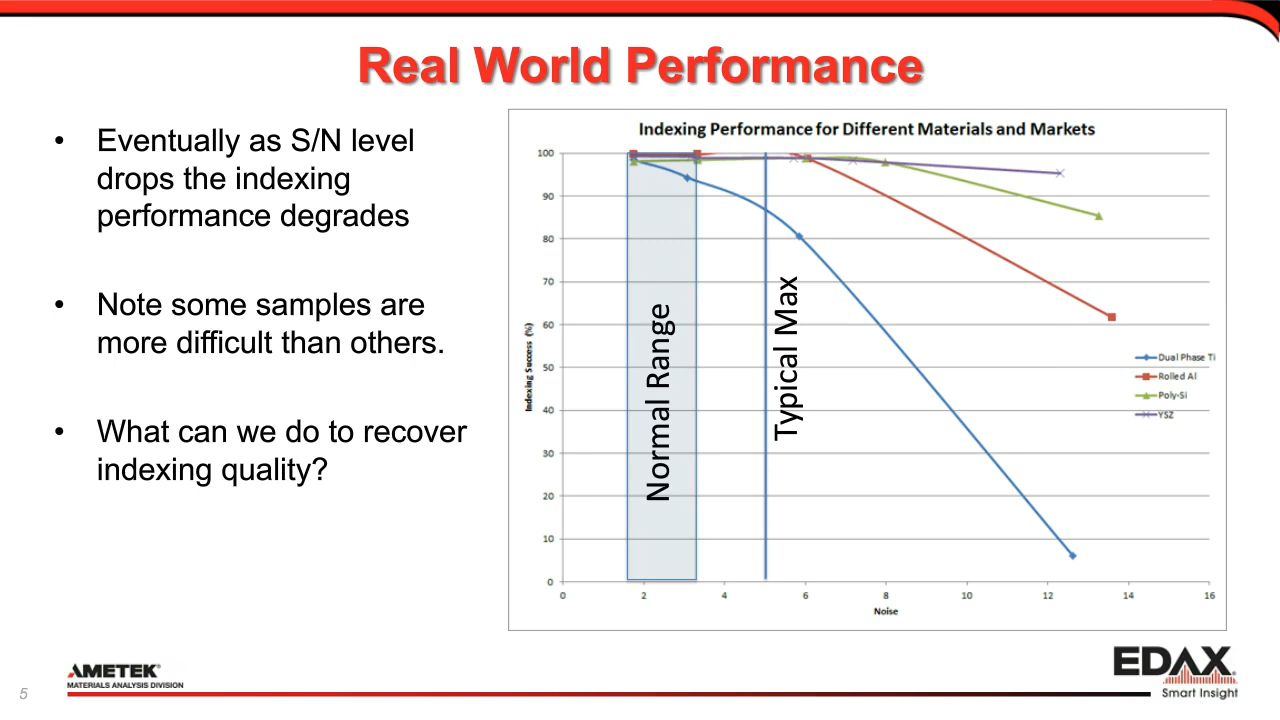 Real World Performance
• Eventually as S/N level
drops the indexing
performance degrades
• Note some samples are
more difficult than others.
• What can we do to recover
indexing quality?
Indexing Performance for Different Materials and Markets
100
90
80
70
60
50
40
30
20
10
0
Indexing Success (%)
Normal Range
Typical Max
Dual Phase Ti
Rolled Al
Poly-Si
YSZ
0 2 4 6 8 10 12 14 16
Noise
AMETEK®
MATERIALS ANALYSIS DIVISION
5
EDAX
Smart Insight